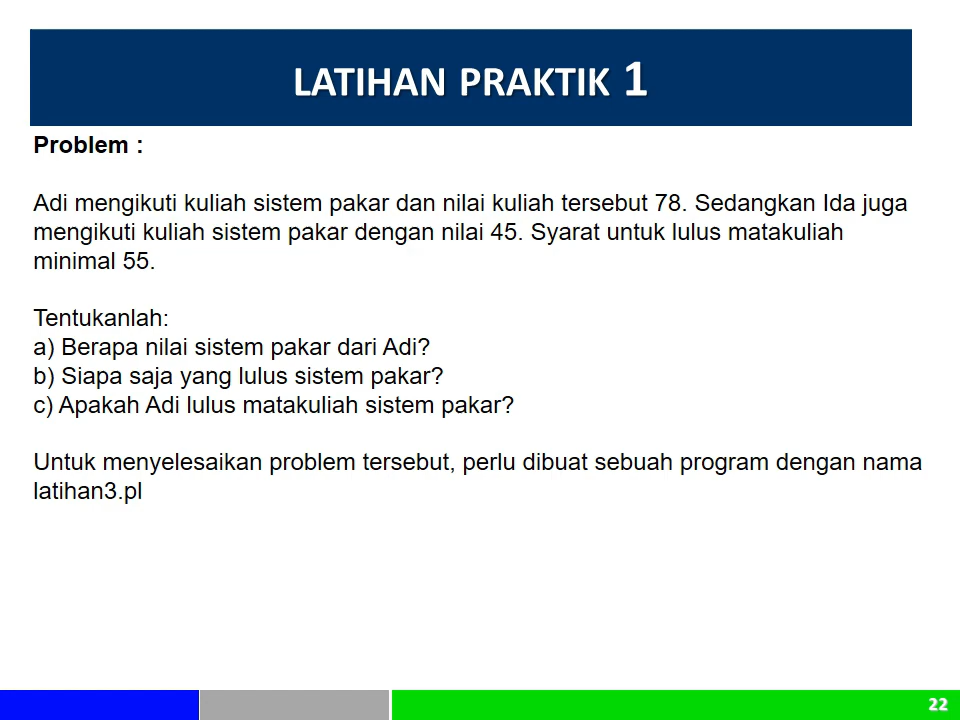 LATIHAN PRAKTIK 1
Problem :
Adi mengikuti kuliah sistem pakar dan nilai kuliah tersebut 78. Sedangkan Ida juga
mengikuti kuliah sistem pakar dengan nilai 45. Syarat untuk lulus matakuliah
minimal 55.
Tentukanlah:
a) Berapa nilai sistem pakar dari Adi?
b) Siapa saja yang lulus sistem pakar?
c) Apakah Adi lulus matakuliah sistem pakar?
Untuk menyelesaikan problem tersebut, perlu dibuat sebuah program dengan nama
latihan3.pl
22